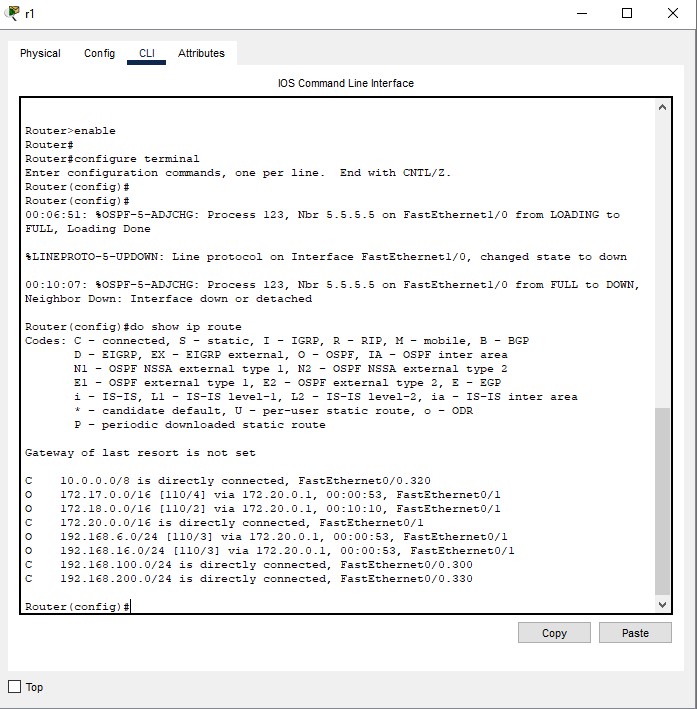 r1
Physical Config CLI Attributes
IOS Command Line Interface
Router>enable
Router#
Router#configure terminal
Enter configuration commands, one per line.  End with CNTL/Z.
Router(config)#
Router(config)#
00:06:51: %OSPF-5-ADJCHG: Process 123, Nbr 5.5.5.5 on FastEthernet1/0 from LOADING to
FULL, Loading Done
%LINEPROTO-5-UPDOWN: Line protocol on Interface FastEthernet1/0, changed state to down
00:10:07: %OSPF-5-ADJCHG: Process 123, Nbr 5.5.5.5 on FastEthernet1/0 from FULL to DOWN,
Neighbor Down: Interface down or detached
Router(config)#do show ip route
Codes: C - connected, S - static, I - IGRP, R - RIP, M - mobile, B - BGP
       D - EIGRP, EX - EIGRP external, O - OSPF, IA - OSPF inter area
       N1 - OSPF NSSA external type 1, N2 - OSPF NSSA external type 2
       E1 - OSPF external type 1, E2 - OSPF external type 2, E - EGP
       i - IS-IS, L1 - IS-IS level-1, L2 - IS-IS level-2, ia - IS-IS inter area
       * - candidate default, U - per-user static route, o - ODR
       P - periodic downloaded static route
Gateway of last resort is not set
C    10.0.0.0/8 is directly connected, FastEthernet0/0.320
O    172.17.0.0/16 [110/4] via 172.20.0.1, 00:00:53, FastEthernet0/1
O    172.18.0.0/16 [110/2] via 172.20.0.1, 00:10:10, FastEthernet0/1
C    172.20.0.0/16 is directly connected, FastEthernet0/1
O    192.168.6.0/24 [110/3] via 172.20.0.1, 00:00:53, FastEthernet0/1
O    192.168.16.0/24 [110/3] via 172.20.0.1, 00:00:53, FastEthernet0/1
C    192.168.100.0/24 is directly connected, FastEthernet0/0.300
C    192.168.200.0/24 is directly connected, FastEthernet0/0.330
Router(config)#
Copy Paste
Top